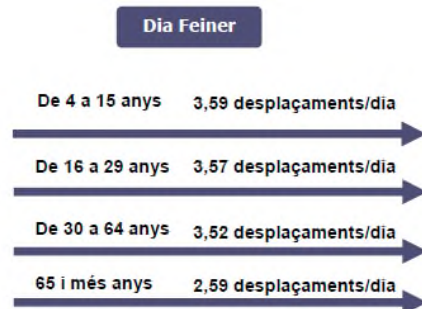 Dia Feiner
De 4 a 15 anys 3,59 desplaçaments/dia
De 16 a 29 anys 3,57 desplaçaments/dia
De 30 a 64 anys 3,52 desplaçaments/dia
65 i més anys 2,59 desplaçaments/dia